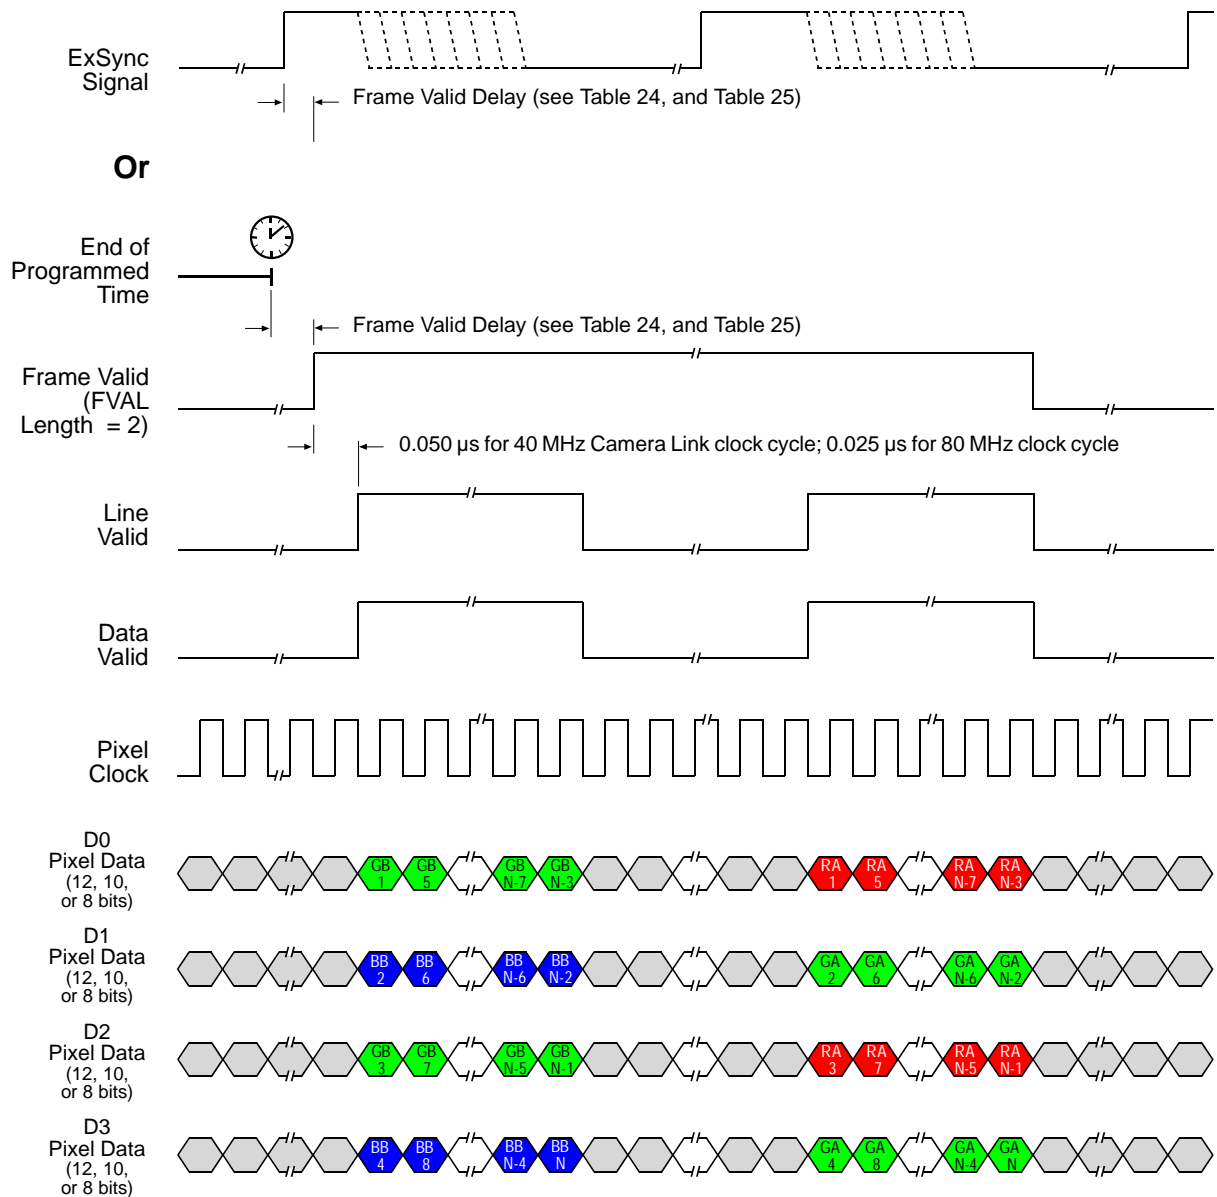 ExSync
Signal
Frame Valid Delay (see Table 24, and Table 25)
Or
End of
Programmed
Time
Frame Valid Delay (see Table 24, and Table 25)
Frame Valid
(FVAL
Length = 2)
0.050 µs for 40 MHz Camera Link clock cycle; 0.025 µs for 80 MHz clock cycle
Line
Valid
Data
Valid
Pixel
Clock
D0
Pixel Data
(12, 10,
or 8 bits)
GB 1
GB 5
GB N-7
GB N-3
RA 1
RA 5
RA N-7
RA N-3
D1
Pixel Data
(12, 10,
or 8 bits)
BB 2
BB 6
BB N-6
BB N-2
GA 2
GA 6
GA N-6
GA N-2
D2
Pixel Data
(12, 10,
or 8 bits)
GB 3
GB 7
GB N-5
GB N-1
RA 3
RA 7
RA N-5
RA N-1
D3
Pixel Data
(12, 10,
or 8 bits)
BB 4
BB 8
BB N-4
BB N
GA 4
GA 8
GA N-4
GA N